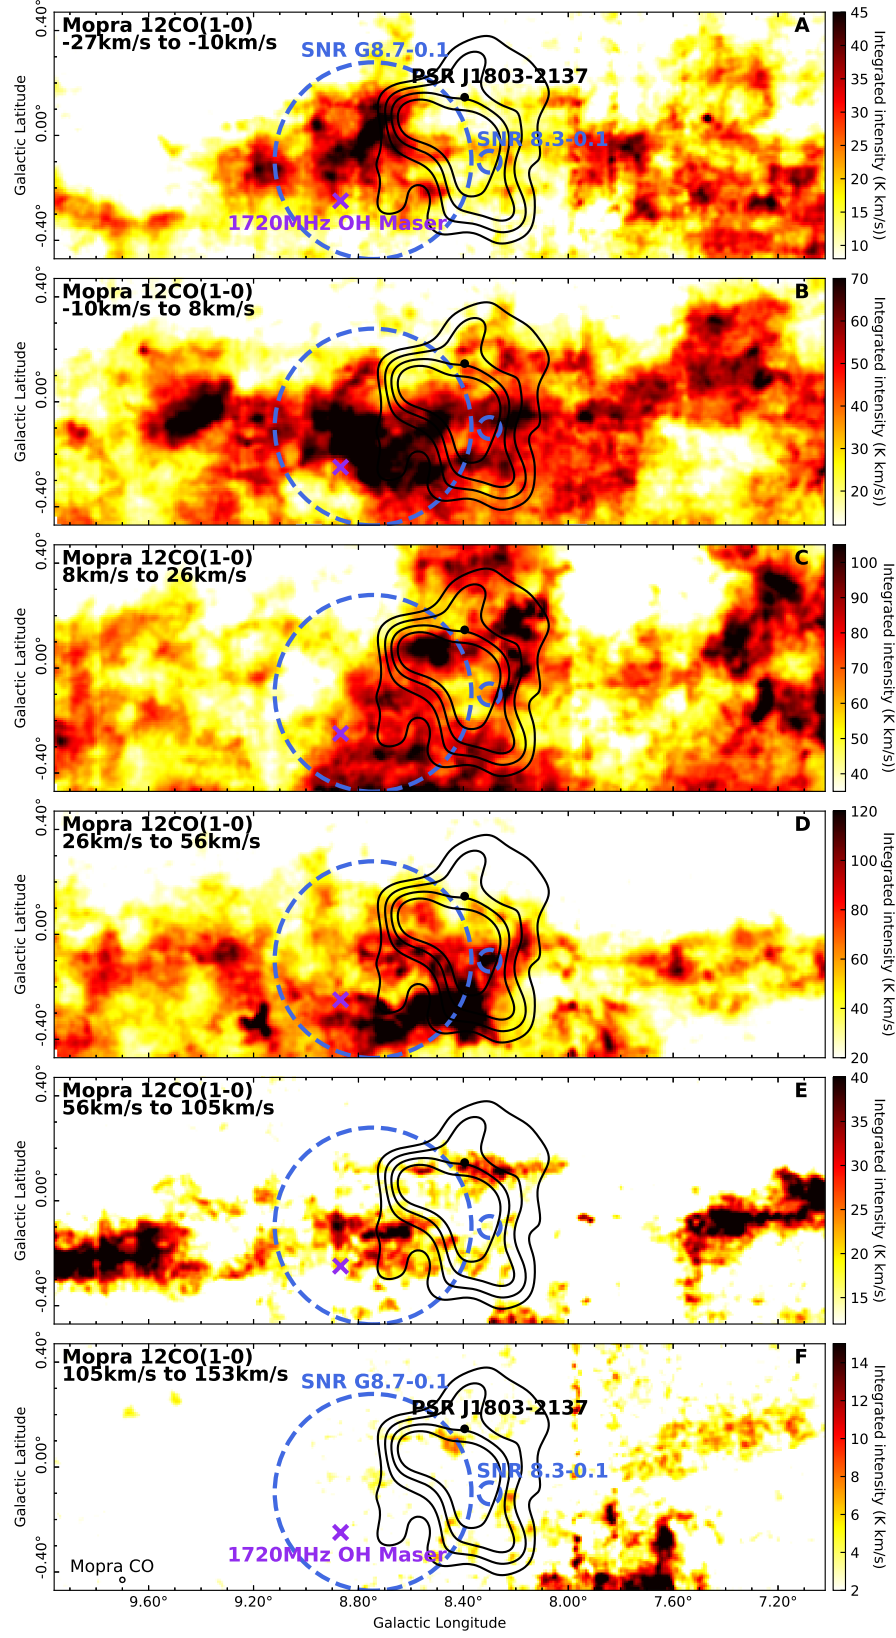 Mopra 12CO(1-0)
-27km/s to -10km/s
A
SNR G8.7-0.1
PSR J1803-2137
SNR 8.3-0.1
1720MHz OH Maser
Galactic Latitude
0.40°
0.00°
-0.40°
45
40
35
30
25
20
15
10
Integrated intensity (K km/s))
Mopra 12CO(1-0)
-10km/s to 8km/s
B
Galactic Latitude
0.40°
0.00°
-0.40°
70
60
50
40
30
20
Integrated intensity (K km/s))
Mopra 12CO(1-0)
8km/s to 26km/s
C
Galactic Latitude
0.40°
0.00°
-0.40°
100
90
80
70
60
50
40
Integrated intensity (K km/s))
Mopra 12CO(1-0)
26km/s to 56km/s
D
Galactic Latitude
0.40°
0.00°
-0.40°
120
100
80
60
40
20
Integrated intensity (K km/s))
Mopra 12CO(1-0)
56km/s to 105km/s
E
Galactic Latitude
0.40°
0.00°
-0.40°
40
35
30
25
20
15
Integrated intensity (K km/s))
Mopra 12CO(1-0)
105km/s to 153km/s
F
SNR G8.7-0.1
PSR J1803-2137
SNR 8.3-0.1
1720MHz OH Maser
Mopra CO
Galactic Latitude
0.40°
0.00°
-0.40°
14
12
10
8
6
4
2
Integrated intensity (K km/s))
9.60° 9.20° 8.80° 8.40° 8.00° 7.60° 7.20°
Galactic Longitude